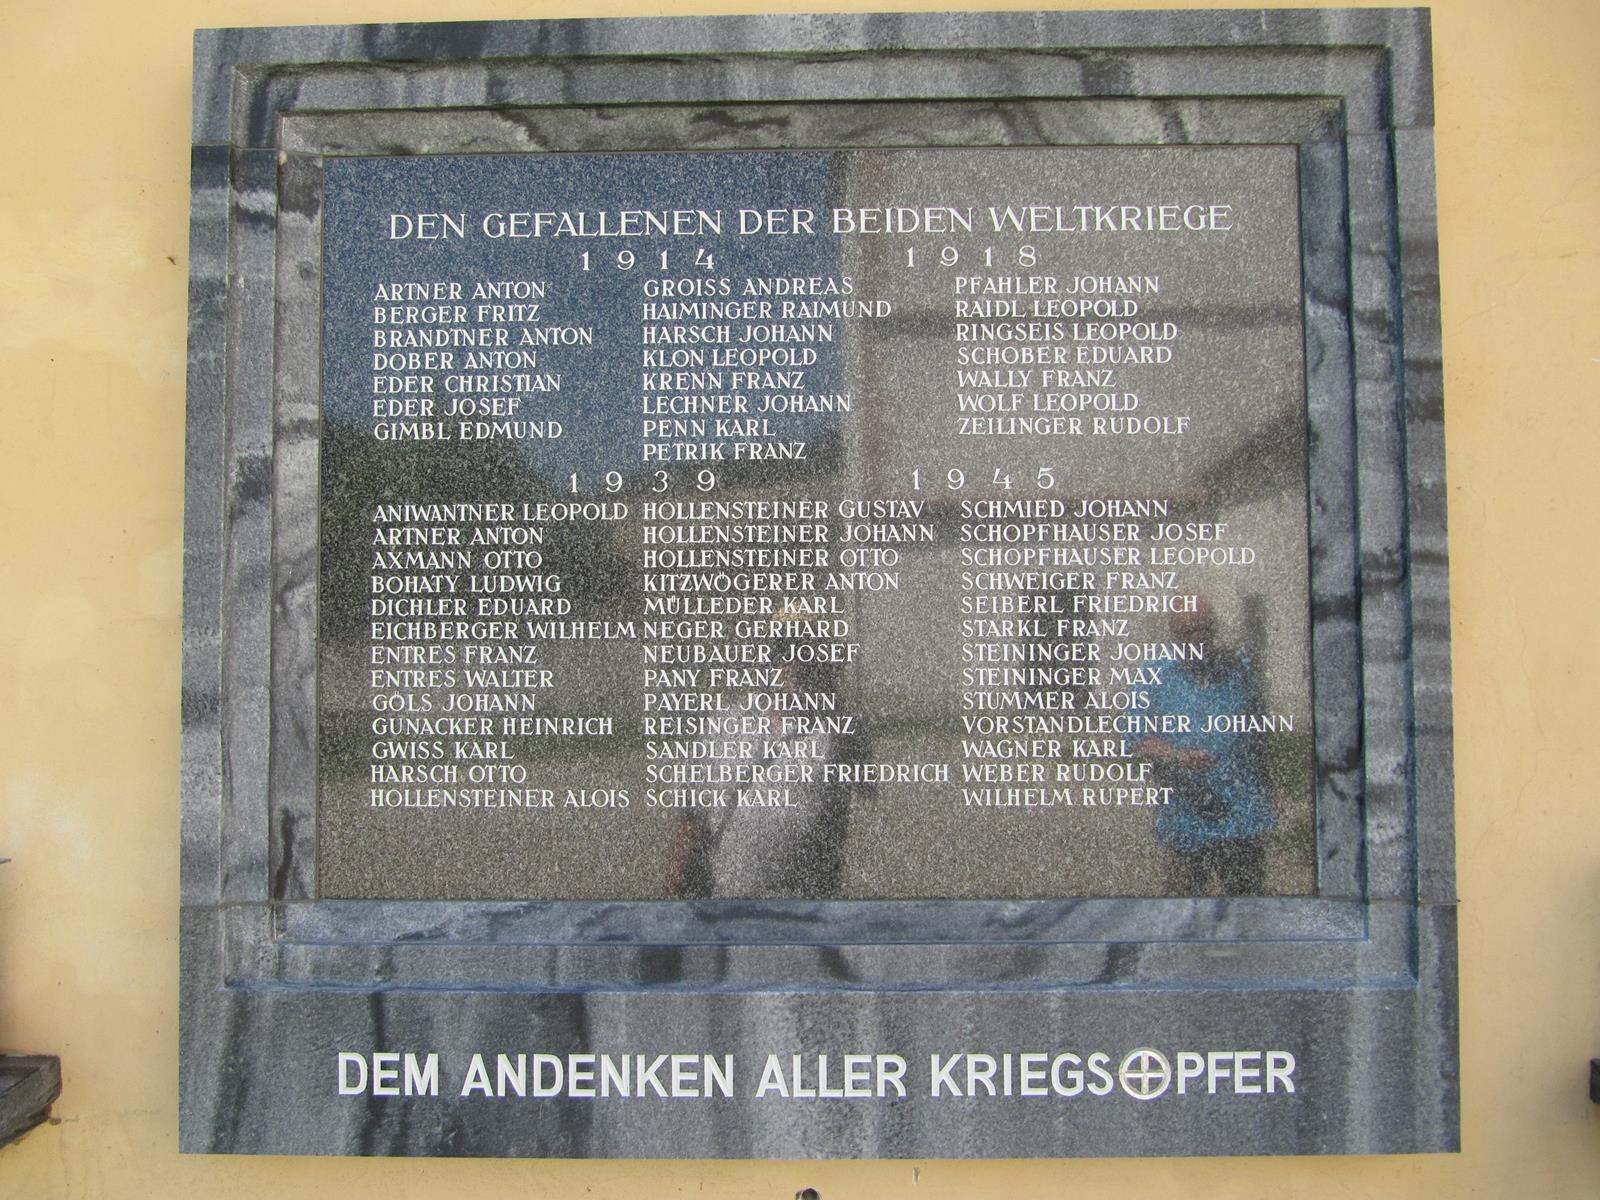 DEN GEFALLENEN DER BEIDEN WELTKRIEGE
1914 1918
ARTNER ANTON
BERGER FRITZ
BRANDTNER ANTON
DOBER ANTON
EDER CHRISTIAN
EDER JOSEF
GIMBL EDMUND
GROISS ANDREAS
HAIMINGER RAIMUND
HARSCH JOHANN
KLON LEOPOLD
KRENN FRANZ
LECHNER JOHANN
PENN KARL
PETRIK FRANZ
PFAHLER JOHANN
RAIDL LEOPOLD
RINGSEIS LEOPOLD
SCHOBER EDUARD
WALLY FRANZ
WOLF LEOPOLD
ZEILINGER RUDOLF
1939 1945
ANIWANTNER LEOPOLD
ARTNER ANTON
AXMANN OTTO
BOHATY LUDWIG
DICHLER EDUARD
EICHBERGER WILHELM
ENTRES FRANZ
ENTRES WALTER
GÖLS JOHANN
GUNACKER HEINRICH
GWISS KARL
HARSCH OTTO
HOLLENSTEINER ALOIS
HOLLENSTEINER GUSTAV
HOLLENSTEINER JOHANN
HOLLENSTEINER OTTO
KITZWÖGERER ANTON
MÜLLEDER KARL
NEGER GERHARD
NEUBAUER JOSEF
PANY FRANZ
PAYERL JOHANN
REISINGER FRANZ
SANDLER KARL
SCHELBERGER FRIEDRICH
SCHICK KARL
SCHMIED JOHANN
SCHOPFHAUSER JOSEF
SCHOPFHAUSER LEOPOLD
SCHWEIGER FRANZ
SEIBERL FRIEDRICH
STARKL FRANZ
STEININGER JOHANN
STEININGER MAX
STUMMER ALOIS
VORSTANDLECHNER JOHANN
WAGNER KARL
WEBER RUDOLF
WILHELM RUPERT
DEM ANDENKEN ALLER KRIEGSOPFER